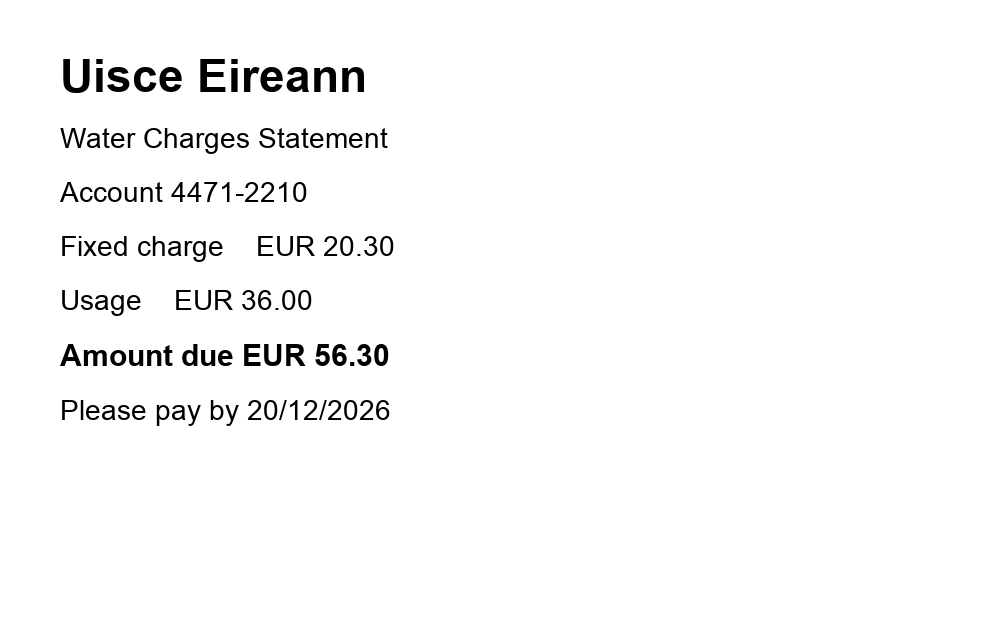 Uisce Eireann
Water Charges Statement
Account 4471-2210
Fixed charge    EUR 20.30
Usage    EUR 36.00
Amount due EUR 56.30
Please pay by 20/12/2026